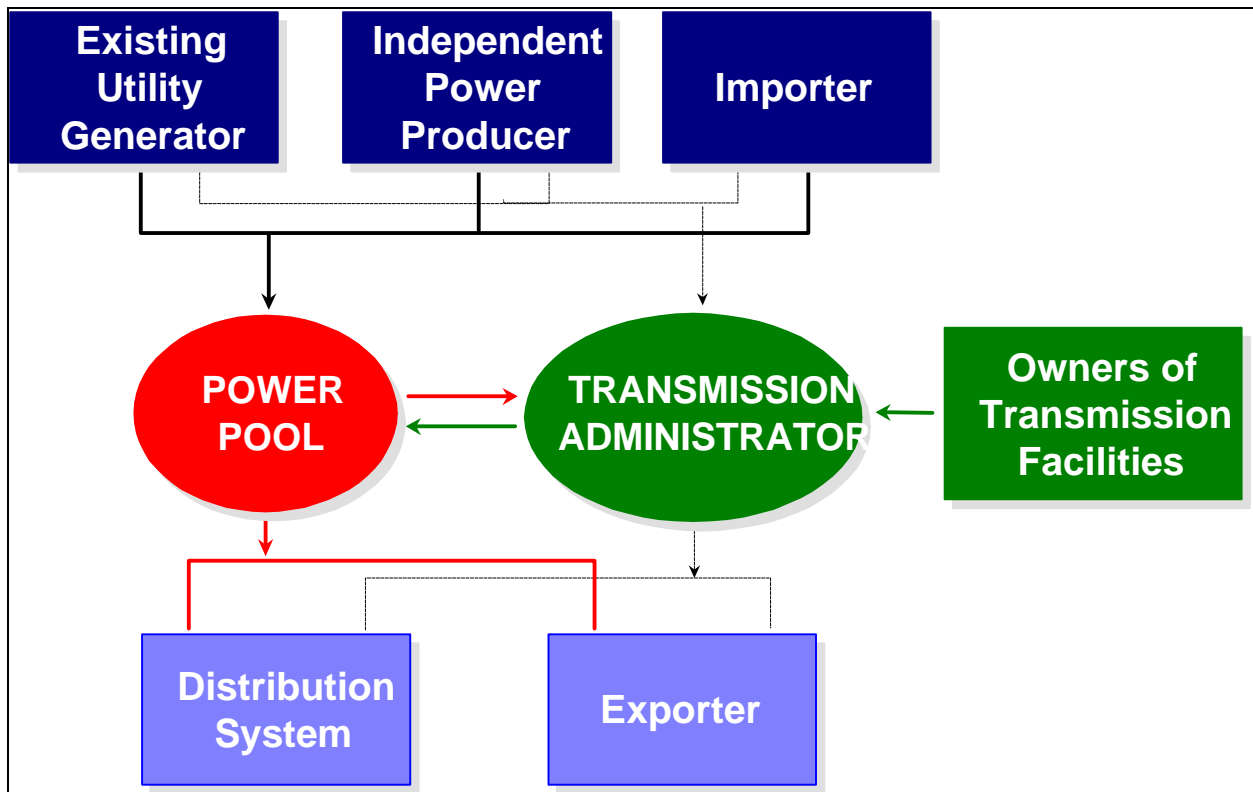 Existing
Utility
Generator
Independent
Power
Producer
Importer
POWER
POOL
TRANSMISSION
ADMINISTRATOR
Owners of
Transmission
Facilities
Distribution
System
Exporter